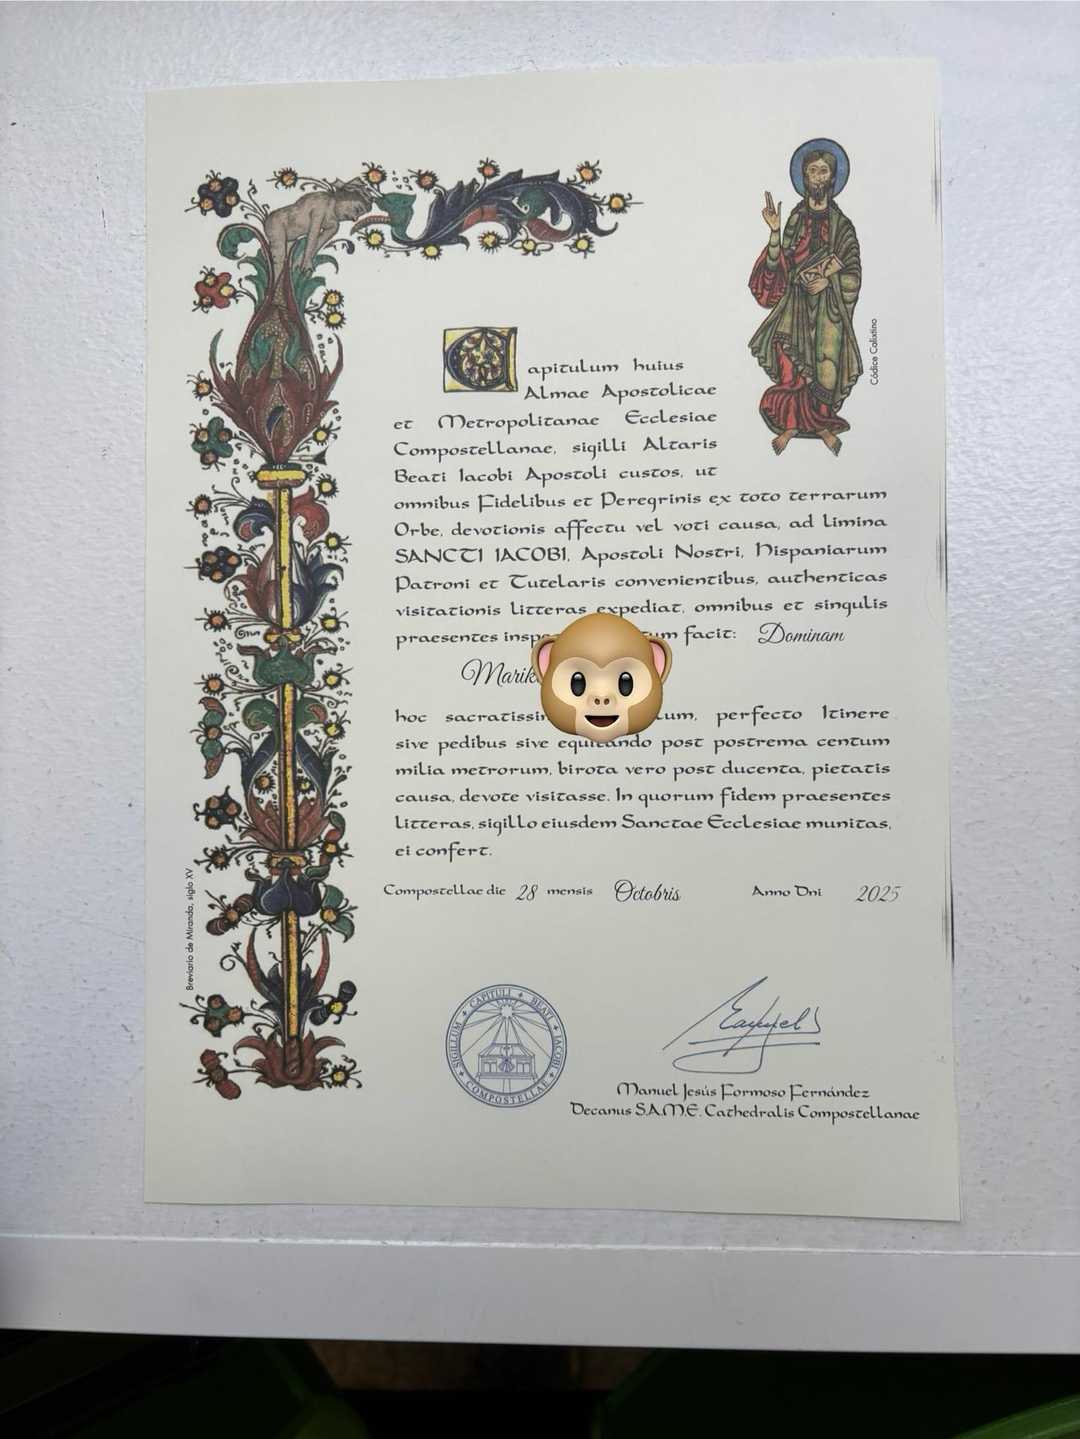 Capitulum huius
Almae Apostolicae
et Metropolitanae Ecclesiae
Compostellanae, sigilli Altaris
Beati Iacobi Apostoli custos, ut
omnibus Fidelibus et Peregrinis ex toto terrarum
Orbe, devotionis affectu vel voti causa, ad limina
SANCTI IACOBI, Apostoli Nostri, Hispaniarum
Patroni et Tutelaris convenientibus, authenticas
visitationis litteras expediat, omnibus et singulis
praesentes facit: Dominam
hoc perfecto Itinere
sive pedibus sive equitando post postrema centum
milia metrorum, birota vero post ducenta, pietatis
causa, devote visitasse. In quorum fidem praesentes
litteras, sigillo eiusdem Sanctae Ecclesiae munitas,
ei confert.
Compostellae die 28 mensis Octobris Anno Dni 2025
SIGILLUM CAPITULI BEATI IACOBI COMPOSTELLAE
Manuel Jesús Formoso Fernández
Decanus S.A.M.E. Cathedralis Compostellanae
Códice Calixtino
Breviario de Miranda, siglo XV